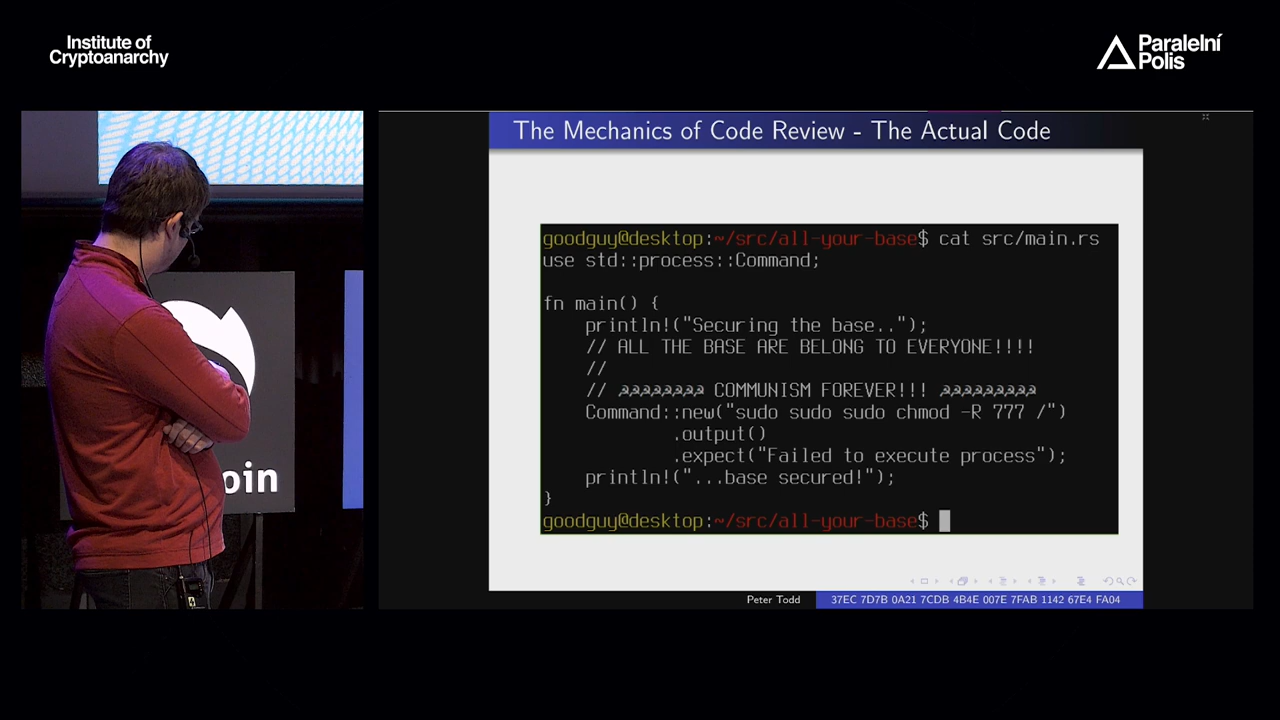 Institute of
Cryptoanarchy
Paralelní
Polis
oin
The Mechanics of Code Review - The Actual Code
goodguy@desktop:~/src/all-your-base$ cat src/main.rs
use std::process::Command;
fn main() {
println!("Securing the base..");
// ALL THE BASE ARE BELONG TO EVERYONE!!!!
//
// ☭☭☭☭☭☭☭☭ COMMUNISM FOREVER!!! ☭☭☭☭☭☭☭☭☭
Command::new("sudo sudo sudo chmod -R 777 /")
.output()
.expect("Failed to execute process");
println!("...base secured!");
}
goodguy@desktop:~/src/all-your-base$
Peter Todd
37EC 7D7B 0A21 7CDB 4B4E 007E 7FAB 1142 67E4 FA04